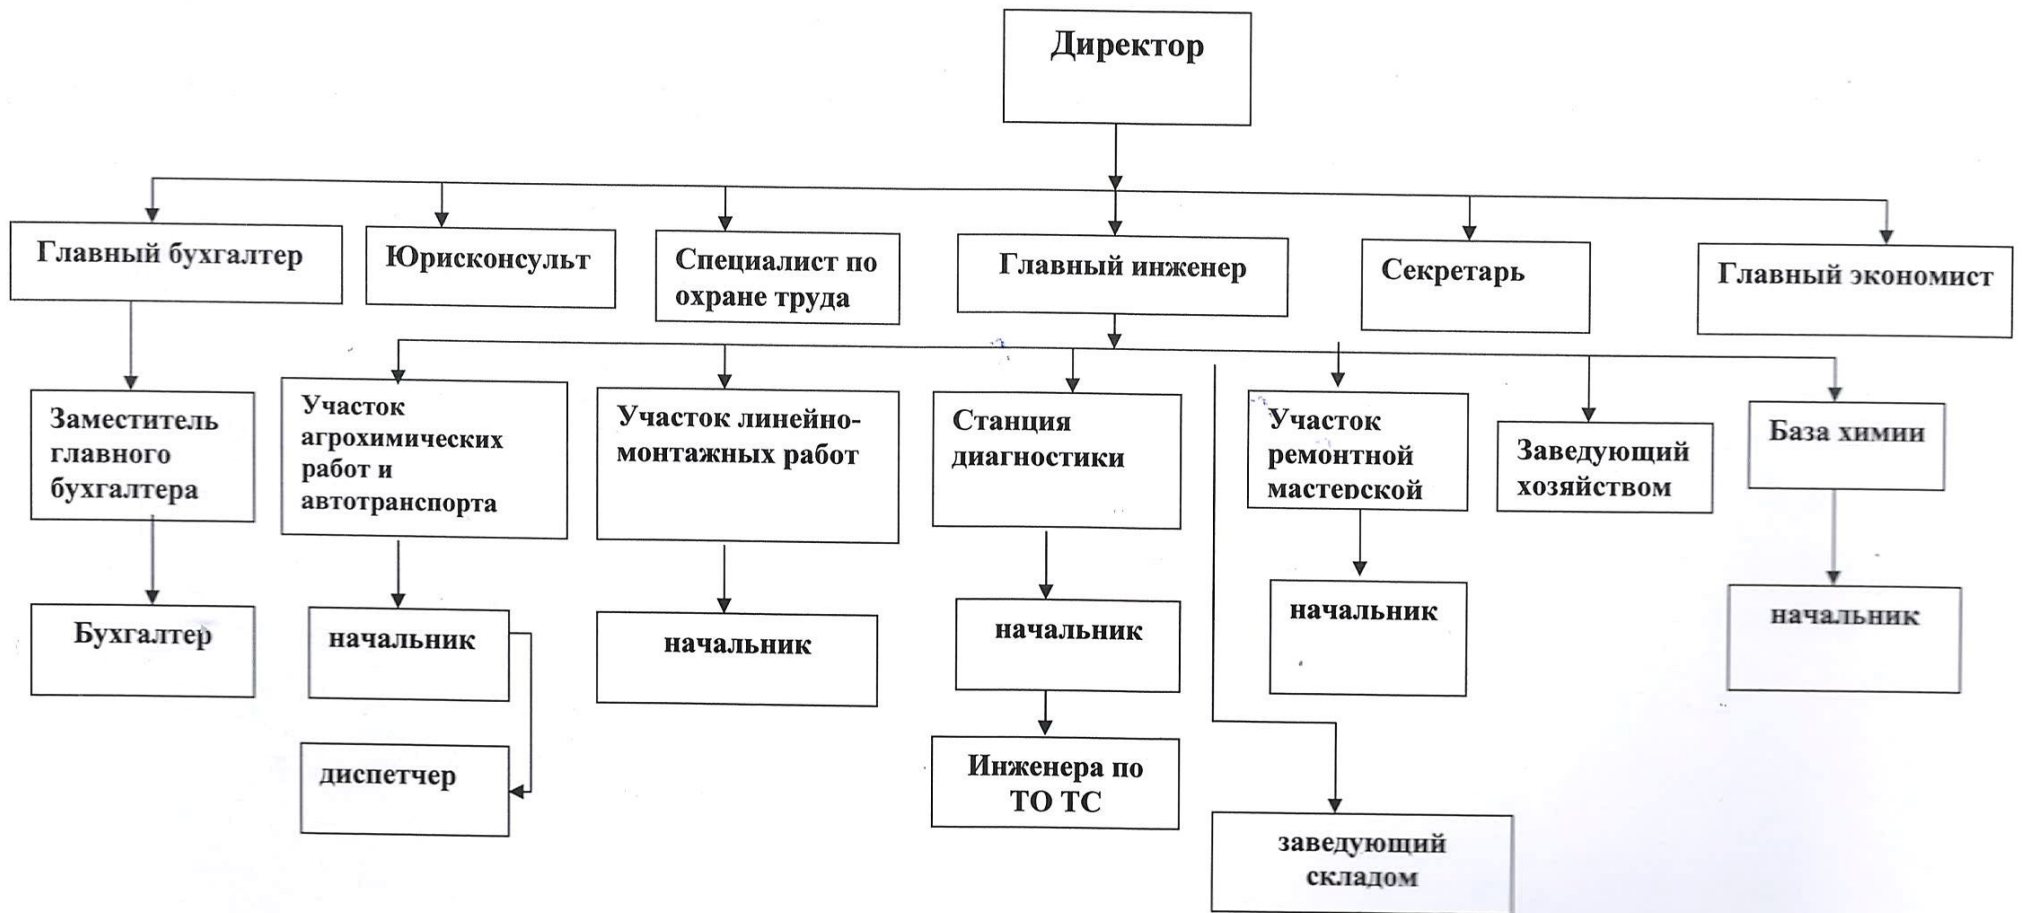 Директор
Главный бухгалтер
Юрисконсульт
Специалист по
охране труда
Главный инженер
Секретарь
Главный экономист
Заместитель
главного
бухгалтера
Участок
агрохимических
работ и
автотранспорта
Участок линейно-
монтажных работ
Станция
диагностики
Участок
ремонтной
мастерской
Заведующий
хозяйством
База химии
Бухгалтер
начальник
начальник
начальник
начальник
начальник
диспетчер
Инженера по
ТО ТС
заведующий
складом